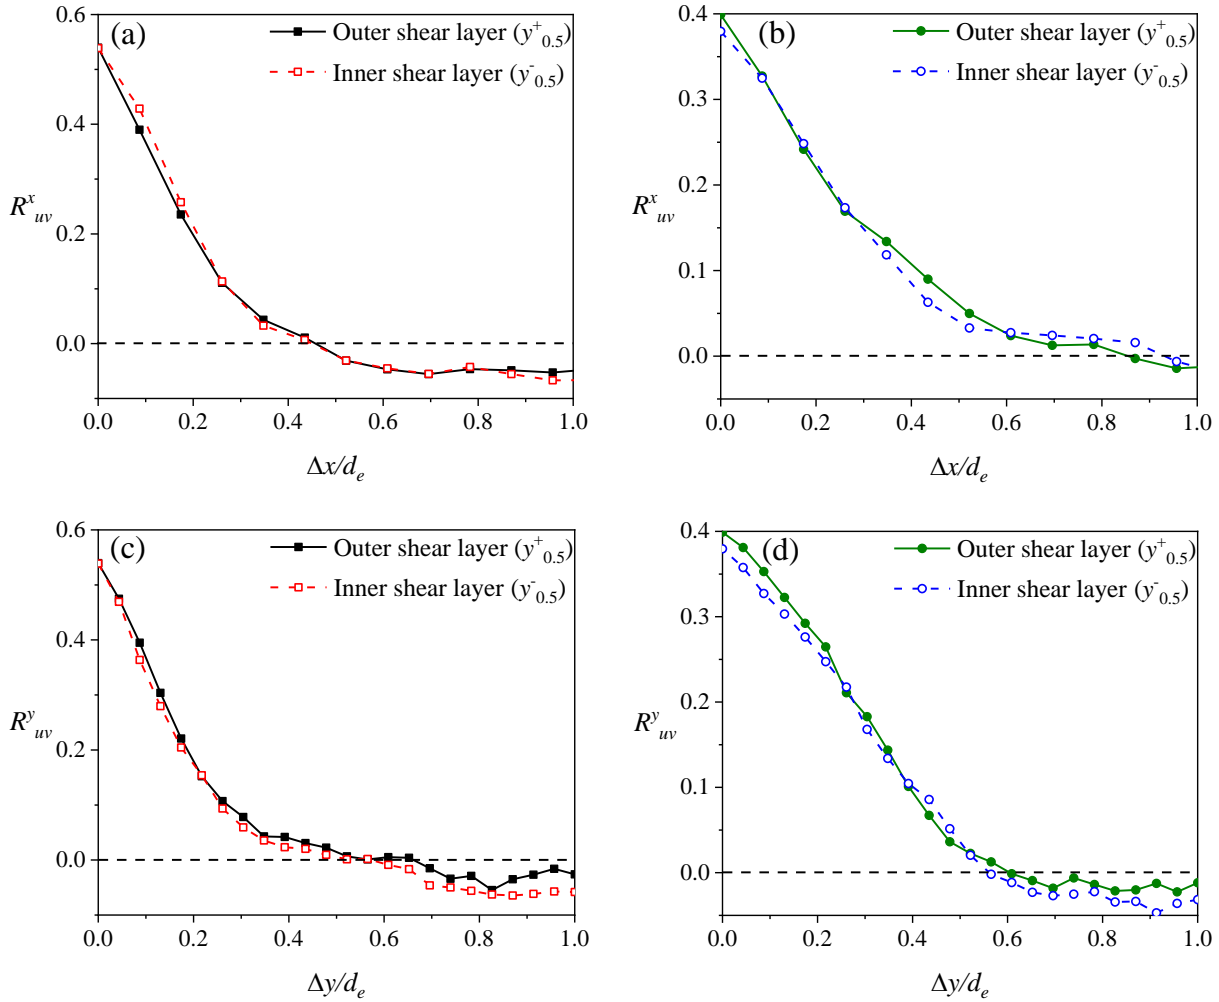 (a)
Outer shear layer (y⁺₀.₅)
Inner shear layer (y⁻₀.₅)
0.6
0.4
0.2
0.0
Rˣᵤᵥ
0.0 0.2 0.4 0.6 0.8 1.0
Δx/dₑ
(b)
Outer shear layer (y⁺₀.₅)
Inner shear layer (y⁻₀.₅)
0.4
0.3
0.2
0.1
0.0
Rˣᵤᵥ
0.0 0.2 0.4 0.6 0.8 1.0
Δx/dₑ
(c)
Outer shear layer (y⁺₀.₅)
Inner shear layer (y⁻₀.₅)
0.6
0.4
0.2
0.0
Rʸᵤᵥ
0.0 0.2 0.4 0.6 0.8 1.0
Δy/dₑ
(d)
Outer shear layer (y⁺₀.₅)
Inner shear layer (y⁻₀.₅)
0.4
0.3
0.2
0.1
0.0
Rʸᵤᵥ
0.0 0.2 0.4 0.6 0.8 1.0
Δy/dₑ